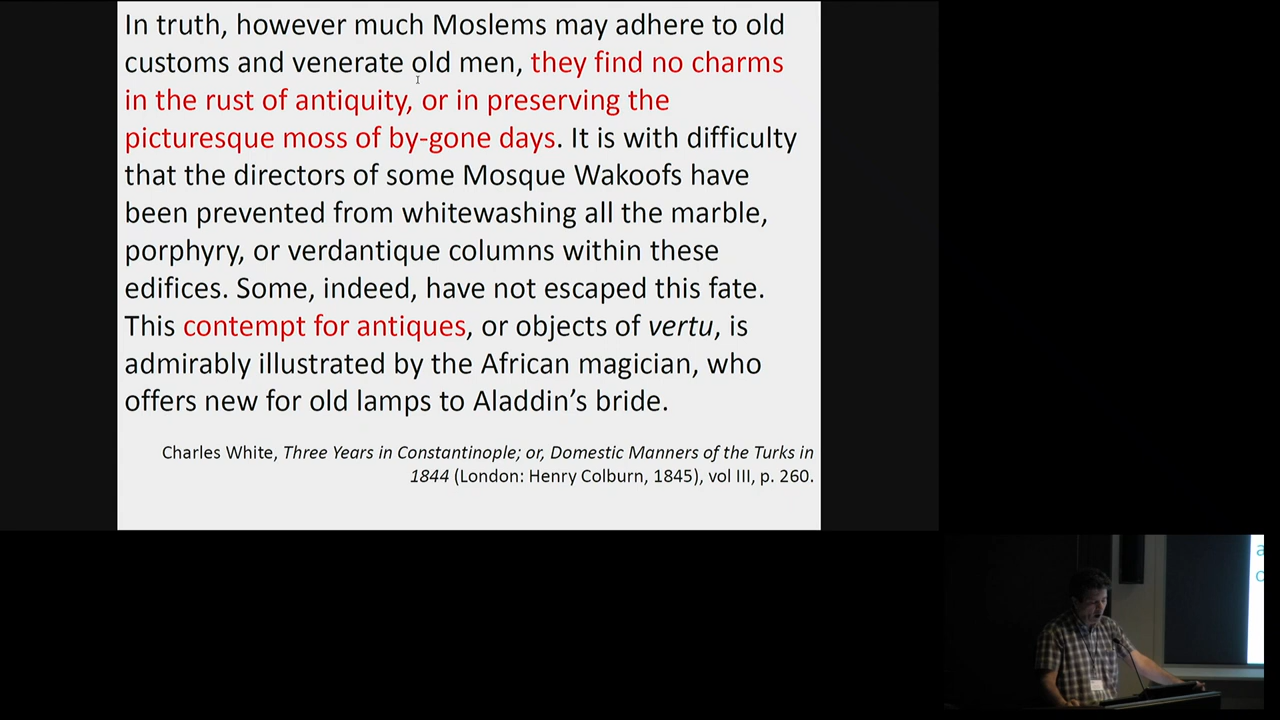 In truth, however much Moslems may adhere to old
customs and venerate old men, they find no charms
in the rust of antiquity, or in preserving the
picturesque moss of by-gone days. It is with difficulty
that the directors of some Mosque Wakoofs have
been prevented from whitewashing all the marble,
porphyry, or verdantique columns within these
edifices. Some, indeed, have not escaped this fate.
This contempt for antiques, or objects of vertu, is
admirably illustrated by the African magician, who
offers new for old lamps to Aladdin’s bride.
Charles White, Three Years in Constantinople; or, Domestic Manners of the Turks in
1844 (London: Henry Colburn, 1845), vol III, p. 260.